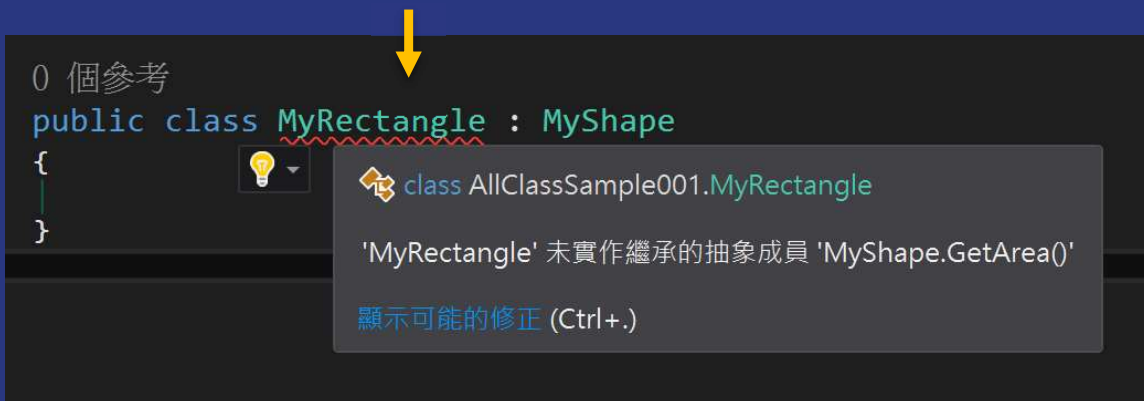 0 個參考
public class MyRectangle : MyShape
{
class AllClassSample001.MyRectangle
}
'MyRectangle' 未實作繼承的抽象成員 'MyShape.GetArea()'
顯示可能的修正 (Ctrl+.)